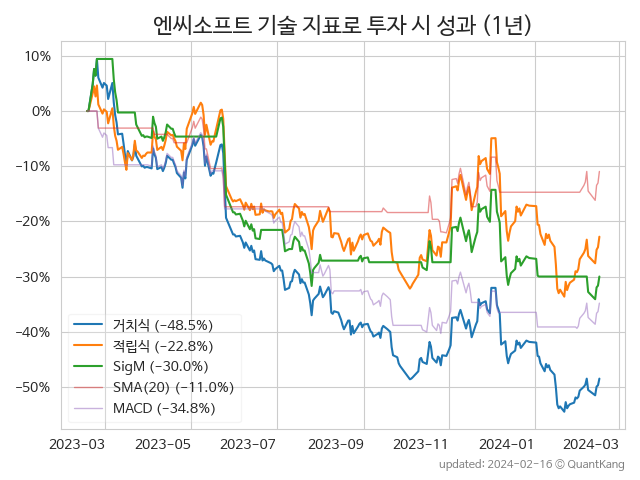 엔씨소프트 기술 지표로 투자 시 성과 (1년)
10%
0%
−10%
−20%
−30%
−40%
−50%
거치식 (−48.5%)
적립식 (−22.8%)
SigM (−30.0%)
SMA(20) (−11.0%)
MACD (−34.8%)
2023-03 2023-05 2023-07 2023-09 2023-11 2024-01 2024-03
updated: 2024-02-16 © QuantKang